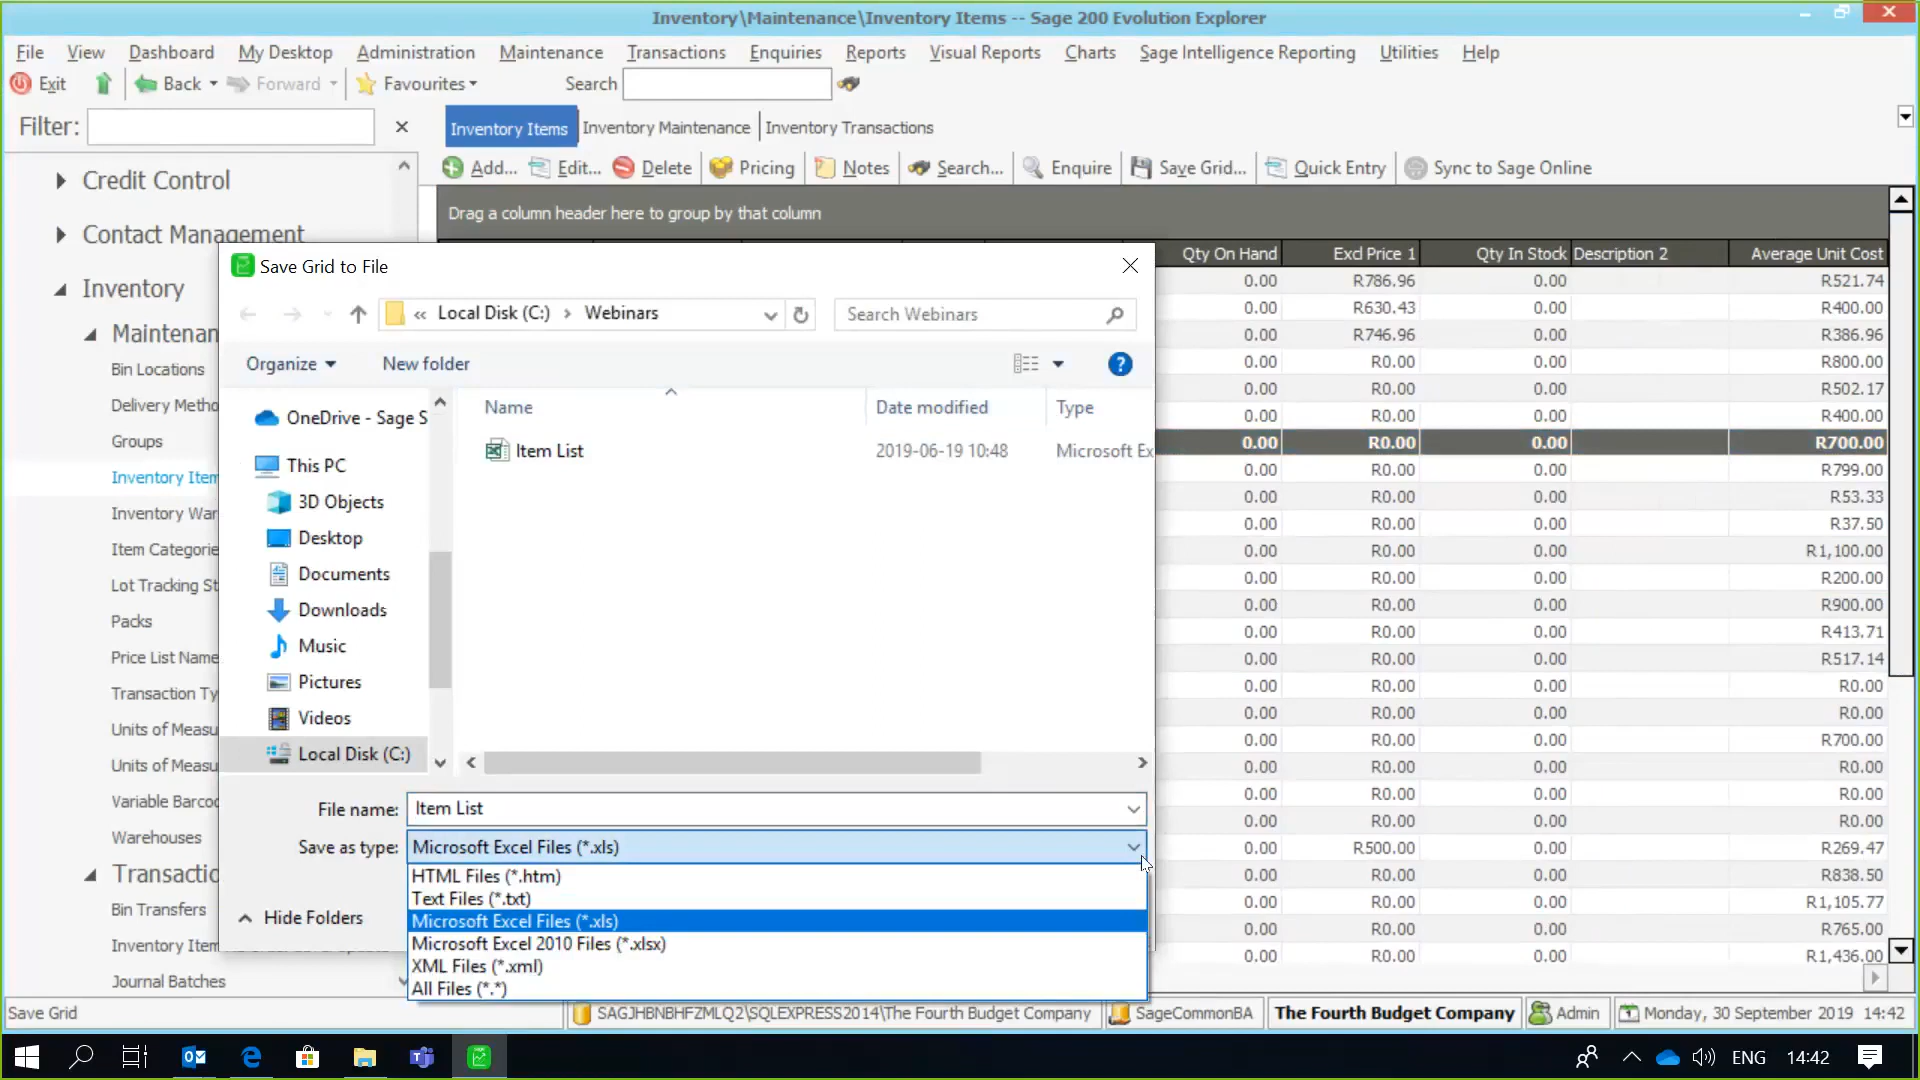 Inventory\Maintenance\Inventory Items -- Sage 200 Evolution Explorer
File View Dashboard My Desktop Administration Maintenance Transactions Enquiries Reports Visual Reports Charts Sage Intelligence Reporting Utilities Help
Exit Back Forward Favourites Search
Filter:
Inventory Items Inventory Maintenance Inventory Transactions
Add... Edit... Delete Pricing Notes Search... Enquire Save Grid... Quick Entry Sync to Sage Online
Drag a column header here to group by that column
Credit Control
Contact Management
Inventory
Maintenan
Bin Locations
Delivery Metho
Groups
Inventory Item
Inventory War
Item Categorie
Lot Tracking St
Packs
Price List Name
Transaction Ty
Units of Measu
Units of Measu
Variable Barcod
Warehouses
Transactio
Bin Transfers
Inventory Item
Journal Batches
Save Grid to File
Local Disk (C:) Webinars
Search Webinars
Organize New folder
OneDrive - Sage S
This PC
3D Objects
Desktop
Documents
Downloads
Music
Pictures
Videos
Local Disk (C:)
Name Date modified Type
Item List 2019-06-19 10:48 Microsoft Ex
File name: Item List
Save as type: Microsoft Excel Files (*.xls)
HTML Files (*.htm)
Text Files (*.txt)
Microsoft Excel Files (*.xls)
Microsoft Excel 2010 Files (*.xlsx)
XML Files (*.xml)
All Files (*.*)
Hide Folders
Qty On Hand Excl Price 1 Qty In Stock Description 2 Average Unit Cost
0.00 R786.96 0.00 R521.74
0.00 R630.43 0.00 R400.00
0.00 R746.96 0.00 R386.96
0.00 R0.00 0.00 R800.00
0.00 R0.00 0.00 R502.17
0.00 R0.00 0.00 R400.00
0.00 R0.00 0.00 R700.00
0.00 R0.00 0.00 R799.00
0.00 R0.00 0.00 R53.33
0.00 R0.00 0.00 R37.50
0.00 R0.00 0.00 R1,100.00
0.00 R0.00 0.00 R200.00
0.00 R0.00 0.00 R900.00
0.00 R0.00 0.00 R413.71
0.00 R0.00 0.00 R517.14
0.00 R0.00 0.00 R0.00
0.00 R0.00 0.00 R0.00
0.00 R0.00 0.00 R700.00
0.00 R0.00 0.00 R0.00
0.00 R0.00 0.00 R0.00
0.00 R0.00 0.00 R0.00
0.00 R500.00 0.00 R269.47
0.00 R0.00 0.00 R838.50
0.00 R0.00 0.00 R1,105.77
0.00 R0.00 0.00 R765.00
0.00 R0.00 0.00 R1,436.00
Save Grid SAGJHBNBHFZMLQ2\SQLEXPRESS2014\The Fourth Budget Company SageCommonBA The Fourth Budget Company Admin Monday, 30 September 2019 14:42
ENG 14:42